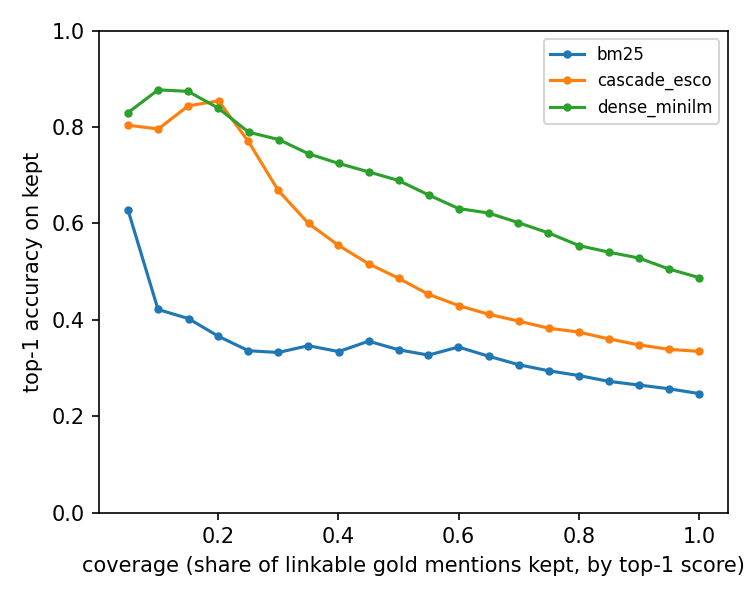 1.0
0.8
0.6
0.4
0.2
0.0
top-1 accuracy on kept
bm25
cascade_esco
dense_minilm
0.2 0.4 0.6 0.8 1.0
coverage (share of linkable gold mentions kept, by top-1 score)